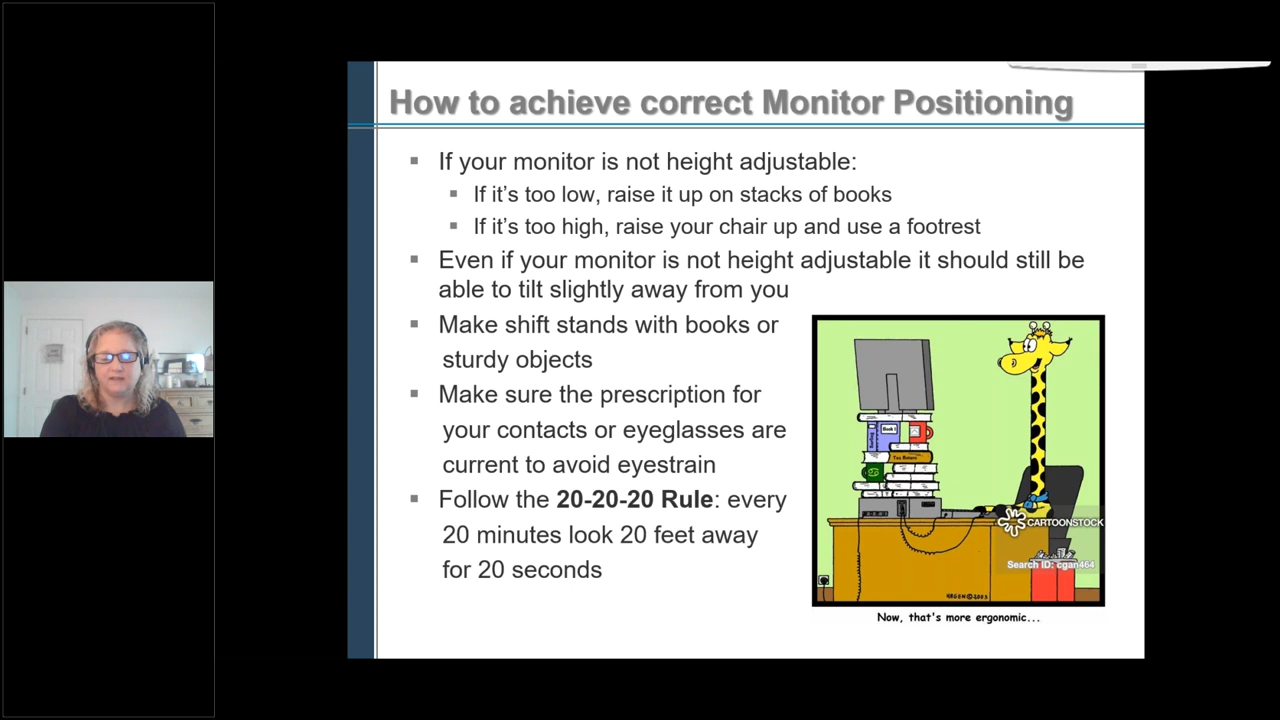 How to achieve correct Monitor Positioning
If your monitor is not height adjustable:
If it's too low, raise it up on stacks of books
If it's too high, raise your chair up and use a footrest
Even if your monitor is not height adjustable it should still be
able to tilt slightly away from you
Make shift stands with books or
sturdy objects
Make sure the prescription for
your contacts or eyeglasses are
current to avoid eyestrain
Follow the 20-20-20 Rule: every
20 minutes look 20 feet away
for 20 seconds
Book I
CARTOONSTOCK
Search ID: cgan464
HAGEN©2003
Now, that's more ergonomic...